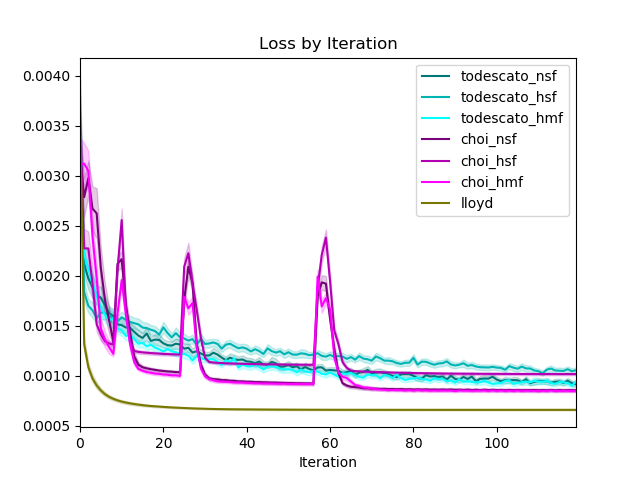 Loss by Iteration
0.0040
0.0035
0.0030
0.0025
0.0020
0.0015
0.0010
0.0005
todescato_nsf
todescato_hsf
todescato_hmf
choi_nsf
choi_hsf
choi_hmf
lloyd
0 20 40 60 80 100
Iteration